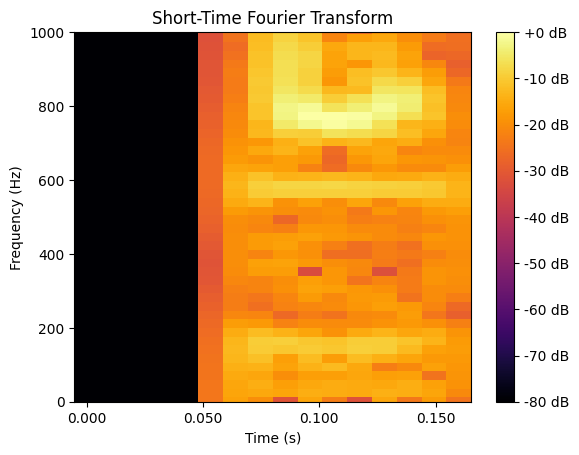 Short-Time Fourier Transform
1000
800
600
400
200
0
Frequency (Hz)
0.000
0.050
0.100
0.150
Time (s)
+0 dB
-10 dB
-20 dB
-30 dB
-40 dB
-50 dB
-60 dB
-70 dB
-80 dB